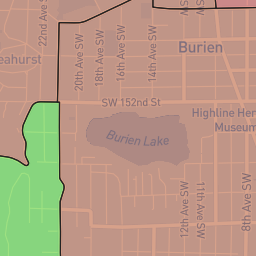 22nd Ave S
20th Ave SW
18th Ave SW
16th Ave SW
14th Ave SW
Burien
eahurst
SW 152nd St
Highline Her
Museum
Burien Lake
12th Ave SW
11th Ave SW
8th Ave SW